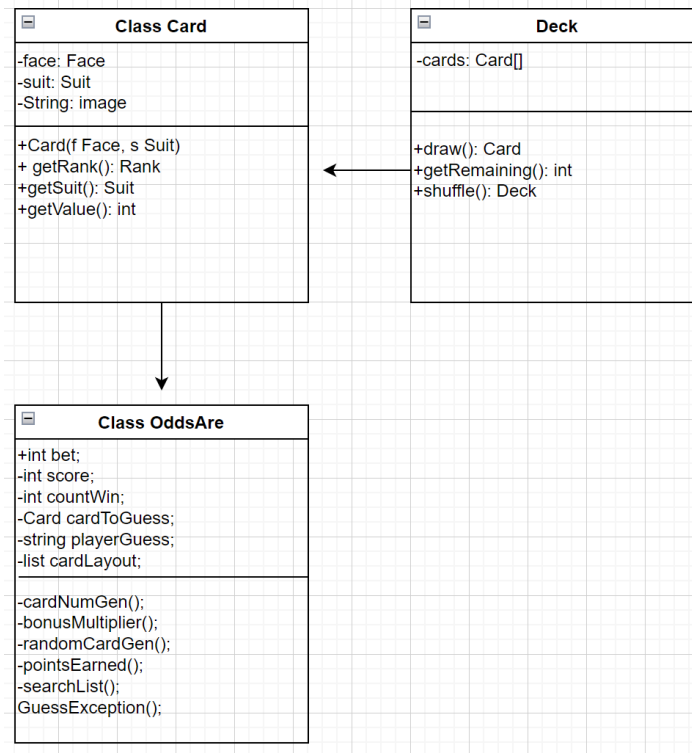 Class Card
-face: Face
-suit: Suit
-String: image
+Card(f Face, s Suit)
+ getRank(): Rank
+getSuit(): Suit
+getValue(): int
Deck
-cards: Card[]
+draw(): Card
+getRemaining(): int
+shuffle(): Deck
Class OddsAre
+int bet;
-int score;
-int countWin;
-Card cardToGuess;
-string playerGuess;
-list cardLayout;
-cardNumGen();
-bonusMultiplier();
-randomCardGen();
-pointsEarned();
-searchList();
GuessException();